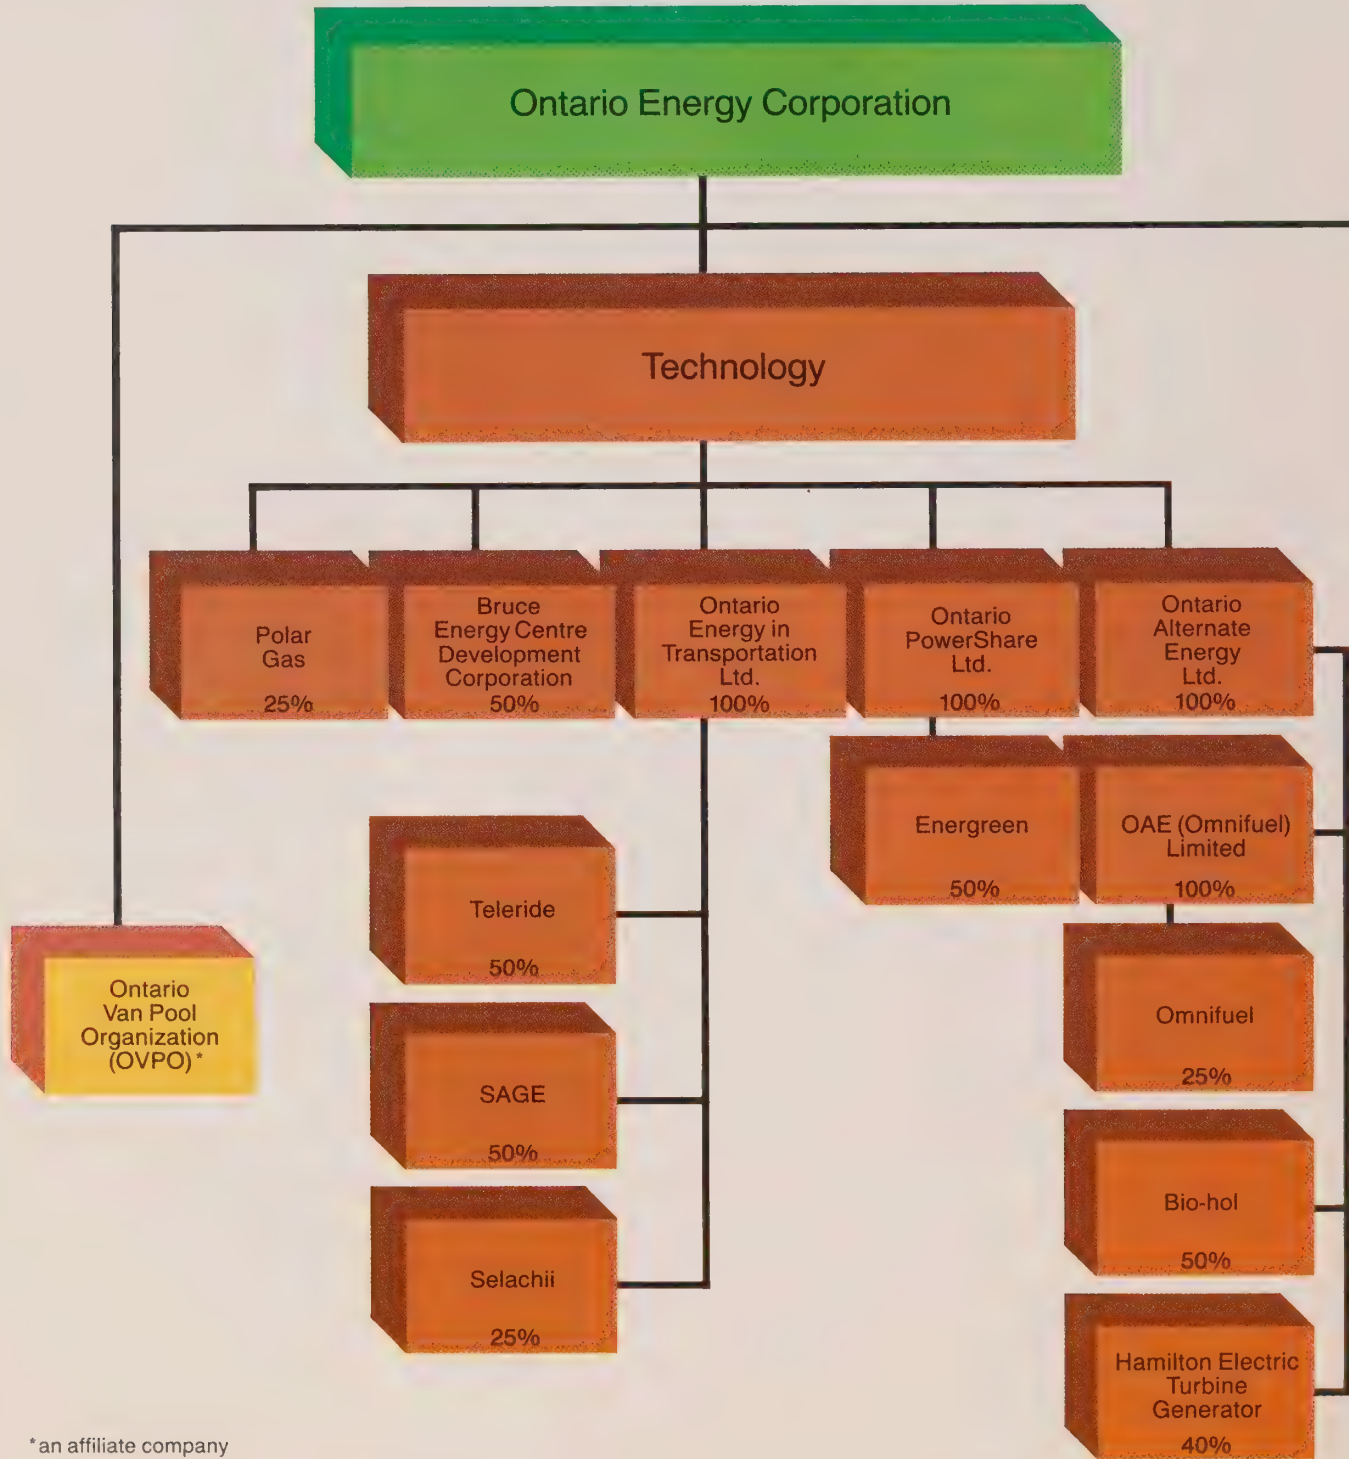 Ontario Energy Corporation
Technology
Polar
Gas
25%
Bruce
Energy Centre
Development
Corporation
50%
Ontario
Energy in
Transportation
Ltd.
100%
Ontario
PowerShare
Ltd.
100%
Ontario
Alternate
Energy
Ltd.
100%
Energreen
50%
OAE (Omnifuel)
Limited
100%
Teleride
50%
Omnifuel
25%
Ontario
Van Pool
Organization
(OVPO)*
SAGE
50%
Bio-hol
50%
Selachii
25%
Hamilton Electric
Turbine
Generator
40%
*an affiliate company